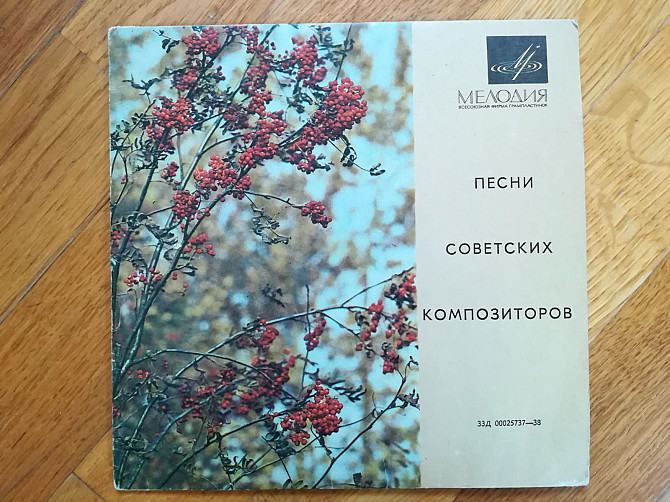 МЕЛОДИЯ
ВСЕСОЮЗНАЯ ФИРМА ГРАМПЛАСТИНОК
ПЕСНИ
СОВЕТСКИХ
КОМПОЗИТОРОВ
33Д 00025737—38